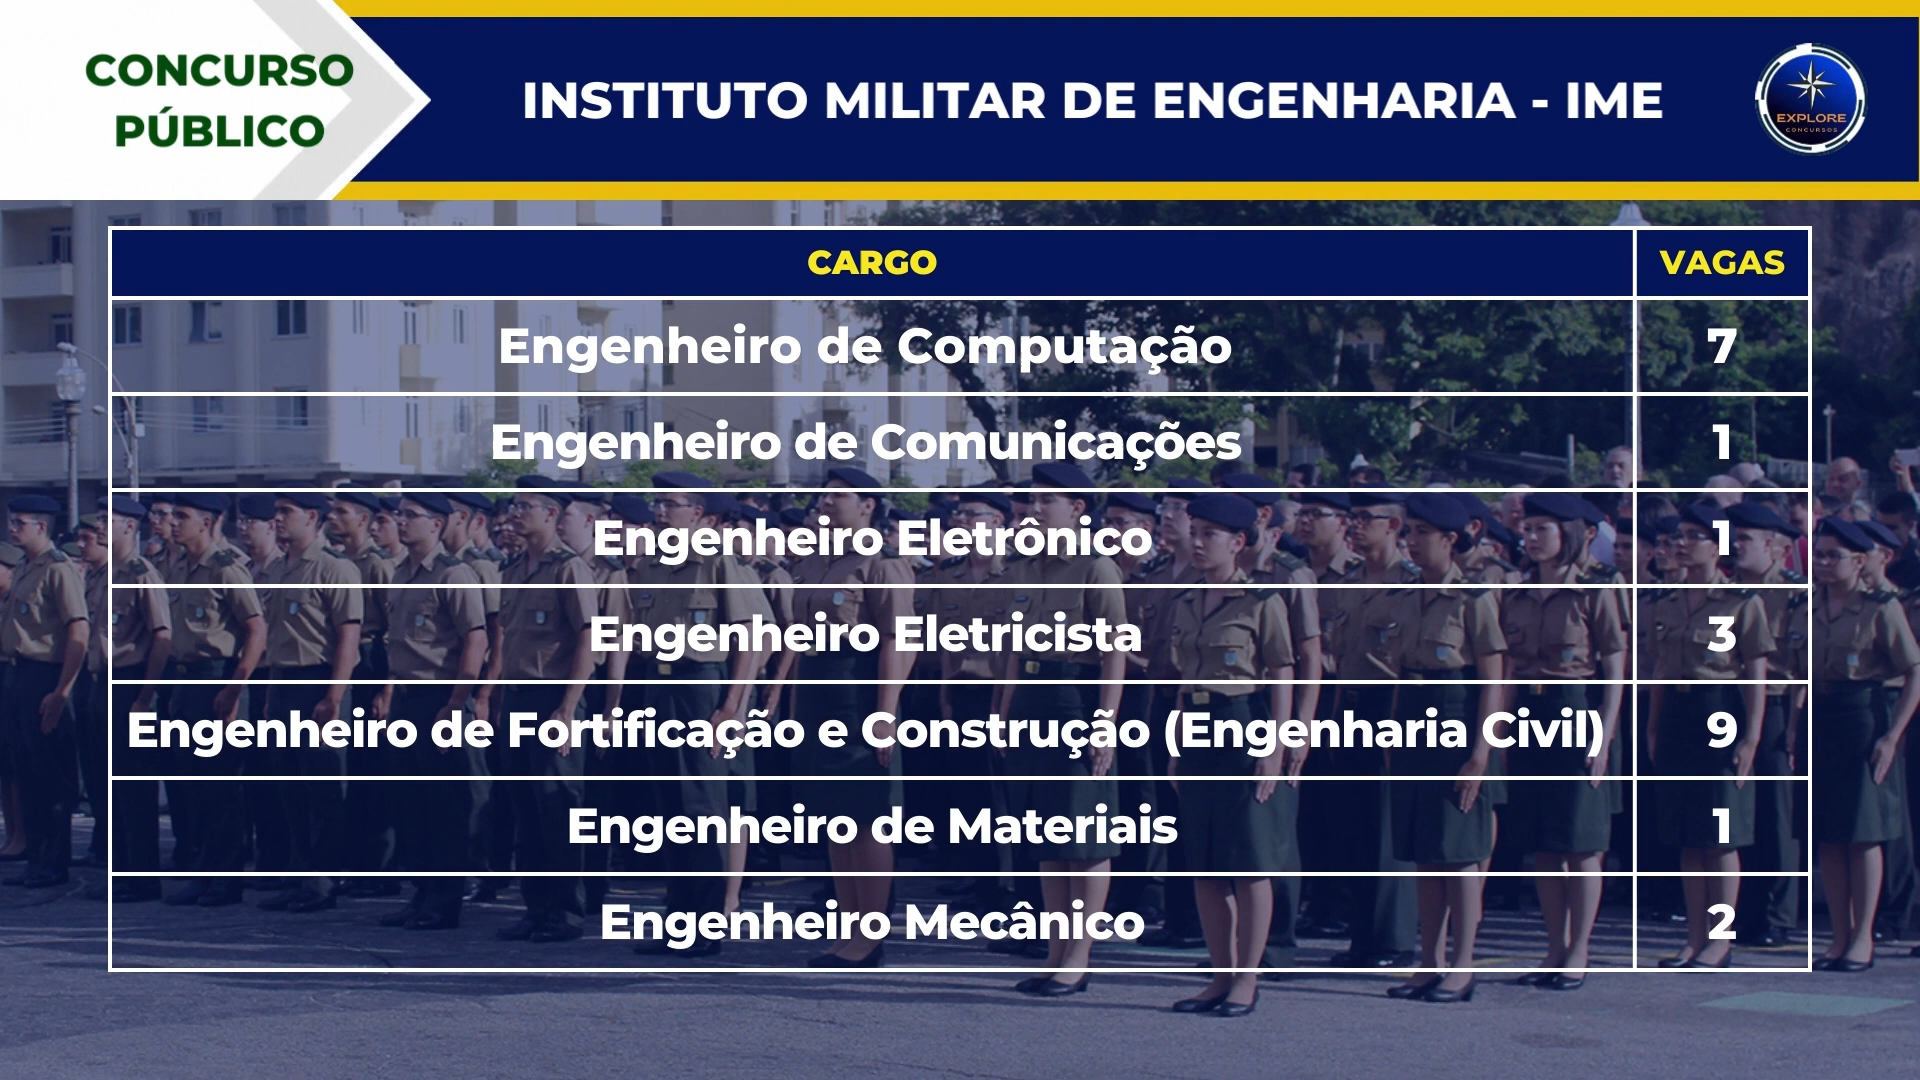 CONCURSO
PÚBLICO
INSTITUTO MILITAR DE ENGENHARIA - IME
EXPLORE
CONCURSOS
CARGO VAGAS
Engenheiro de Computação 7
Engenheiro de Comunicações 1
Engenheiro Eletrônico 1
Engenheiro Eletricista 3
Engenheiro de Fortificação e Construção (Engenharia Civil) 9
Engenheiro de Materiais 1
Engenheiro Mecânico 2